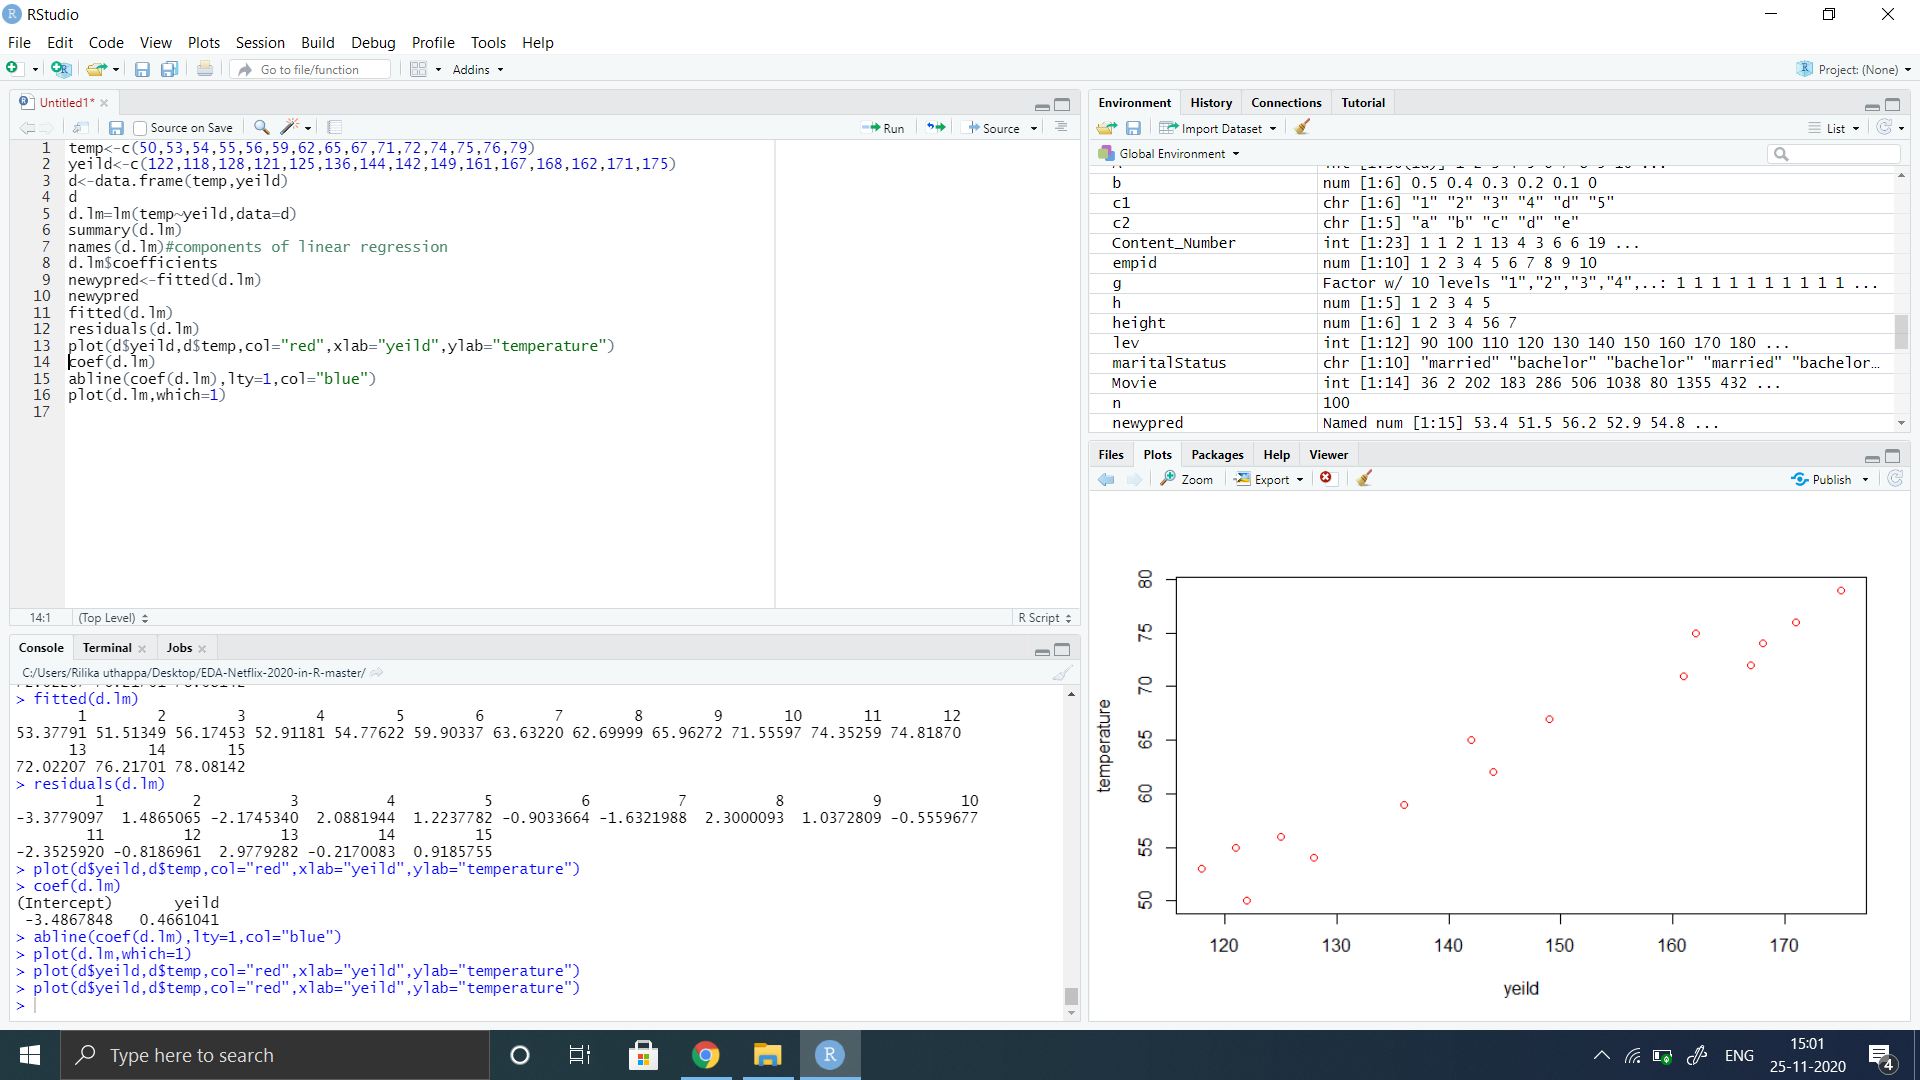 RStudio
File Edit Code View Plots Session Build Debug Profile Tools Help
Go to file/function Addins Project: (None)
Untitled1*
Source on Save Run Source
1 temp<-c(50,53,54,55,56,59,62,65,67,71,72,74,75,76,79)
2 yeild<-c(122,118,128,121,125,136,144,142,149,161,167,168,162,171,175)
3 d<-data.frame(temp,yeild)
4 d
5 d.lm=lm(temp~yeild,data=d)
6 summary(d.lm)
7 names(d.lm)#components of linear regression
8 d.lm$coefficients
9 newypred<-fitted(d.lm)
10 newypred
11 fitted(d.lm)
12 residuals(d.lm)
13 plot(d$yeild,d$temp,col="red",xlab="yeild",ylab="temperature")
14 coef(d.lm)
15 abline(coef(d.lm),lty=1,col="blue")
16 plot(d.lm,which=1)
17
14:1 (Top Level) R Script
Console Terminal Jobs
C:/Users/Rilika uthappa/Desktop/EDA-Netflix-2020-in-R-master/
> fitted(d.lm)
1 2 3 4 5 6 7 8 9 10 11 12
53.37791 51.51349 56.17453 52.91181 54.77622 59.90337 63.63220 62.69999 65.96272 71.55597 74.35259 74.81870
13 14 15
72.02207 76.21701 78.08142
> residuals(d.lm)
1 2 3 4 5 6 7 8 9 10
-3.3779097 1.4865065 -2.1745340 2.0881944 1.2237782 -0.9033664 -1.6321988 2.3000093 1.0372809 -0.5559677
11 12 13 14 15
-2.3525920 -0.8186961 2.9779282 -0.2170083 0.9185755
> plot(d$yeild,d$temp,col="red",xlab="yeild",ylab="temperature")
> coef(d.lm)
(Intercept) yeild
-3.4867848 0.4661041
> abline(coef(d.lm),lty=1,col="blue")
> plot(d.lm,which=1)
> plot(d$yeild,d$temp,col="red",xlab="yeild",ylab="temperature")
> plot(d$yeild,d$temp,col="red",xlab="yeild",ylab="temperature")
>
Environment History Connections Tutorial
Import Dataset List
Global Environment
b num [1:6] 0.5 0.4 0.3 0.2 0.1 0
c1 chr [1:6] "1" "2" "3" "4" "d" "5"
c2 chr [1:5] "a" "b" "c" "d" "e"
Content_Number int [1:23] 1 1 2 1 13 4 3 6 6 19 ...
empid num [1:10] 1 2 3 4 5 6 7 8 9 10
g Factor w/ 10 levels "1","2","3","4",..: 1 1 1 1 1 1 1 1 1 1 ...
h num [1:5] 1 2 3 4 5
height num [1:6] 1 2 3 4 56 7
lev int [1:12] 90 100 110 120 130 140 150 160 170 180 ...
maritalStatus chr [1:10] "married" "bachelor" "bachelor" "married" "bachelor...
Movie int [1:14] 36 2 202 183 286 506 1038 80 1355 432 ...
n 100
newypred Named num [1:15] 53.4 51.5 56.2 52.9 54.8 ...
Files Plots Packages Help Viewer
Zoom Export Publish
temperature
80
75
70
65
60
55
50
120 130 140 150 160 170
yeild
Type here to search
ENG 15:01
25-11-2020
4